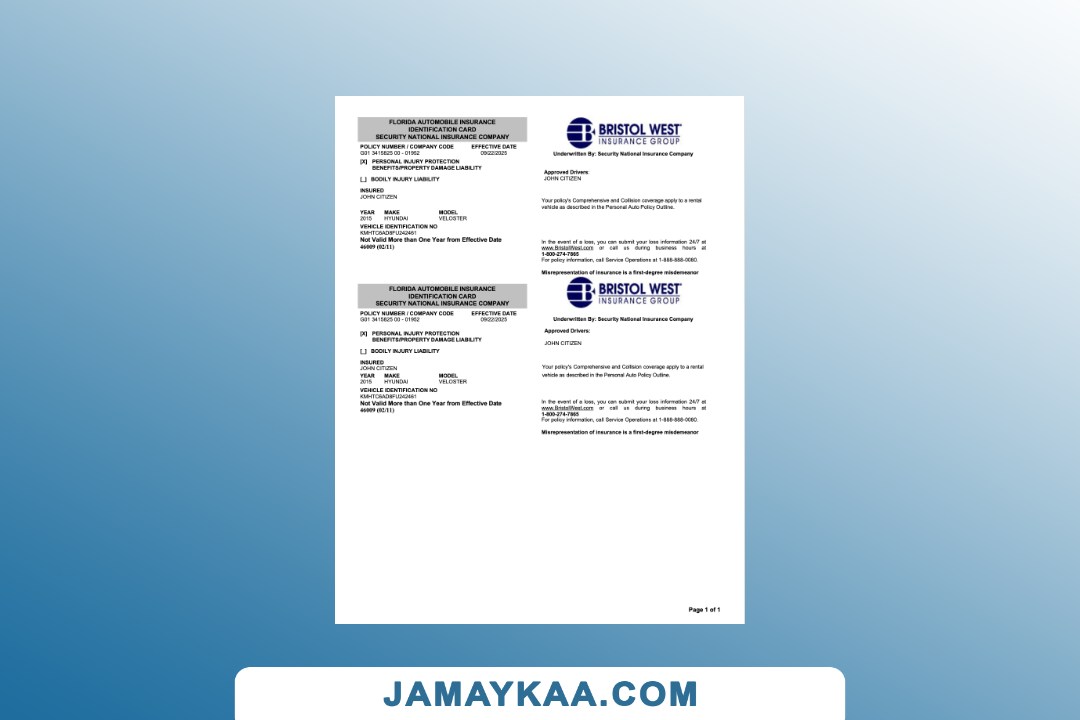 FLORIDA AUTOMOBILE INSURANCE
IDENTIFICATION CARD
SECURITY NATIONAL INSURANCE COMPANY
POLICY NUMBER / COMPANY CODE EFFECTIVE DATE
G01 3415825 00 - 01952 09/22/2025
[X] PERSONAL INJURY PROTECTION
BENEFITS/PROPERTY DAMAGE LIABILITY
[_] BODILY INJURY LIABILITY
INSURED
JOHN CITIZEN
YEAR MAKE MODEL
2015 HYUNDAI VELOSTER
VEHICLE IDENTIFICATION NO
KMHTC6AD8FU242461
Not Valid More than One Year from Effective Date
46009 (02/11)
BRISTOL WEST
INSURANCE GROUP
Underwritten By: Security National Insurance Company
Approved Drivers:
JOHN CITIZEN
Your policy's Comprehensive and Collision coverage apply to a rental
vehicle as described in the Personal Auto Policy Outline.
In the event of a loss, you can submit your loss information 24/7 at
www.BristolWest.com or call us during business hours at
1-800-274-7865
For policy information, call Service Operations at 1-888-888-0080.
Misrepresentation of insurance is a first-degree misdemeanor
FLORIDA AUTOMOBILE INSURANCE
IDENTIFICATION CARD
SECURITY NATIONAL INSURANCE COMPANY
POLICY NUMBER / COMPANY CODE EFFECTIVE DATE
G01 3415825 00 - 01952 09/22/2025
[X] PERSONAL INJURY PROTECTION
BENEFITS/PROPERTY DAMAGE LIABILITY
[_] BODILY INJURY LIABILITY
INSURED
JOHN CITIZEN
YEAR MAKE MODEL
2015 HYUNDAI VELOSTER
VEHICLE IDENTIFICATION NO
KMHTC6AD8FU242461
Not Valid More than One Year from Effective Date
46009 (02/11)
BRISTOL WEST
INSURANCE GROUP
Underwritten By: Security National Insurance Company
Approved Drivers:
JOHN CITIZEN
Your policy's Comprehensive and Collision coverage apply to a rental
vehicle as described in the Personal Auto Policy Outline.
In the event of a loss, you can submit your loss information 24/7 at
www.BristolWest.com or call us during business hours at
1-800-274-7865
For policy information, call Service Operations at 1-888-888-0080.
Misrepresentation of insurance is a first-degree misdemeanor
Page 1 of 1
JAMAYKAA.COM